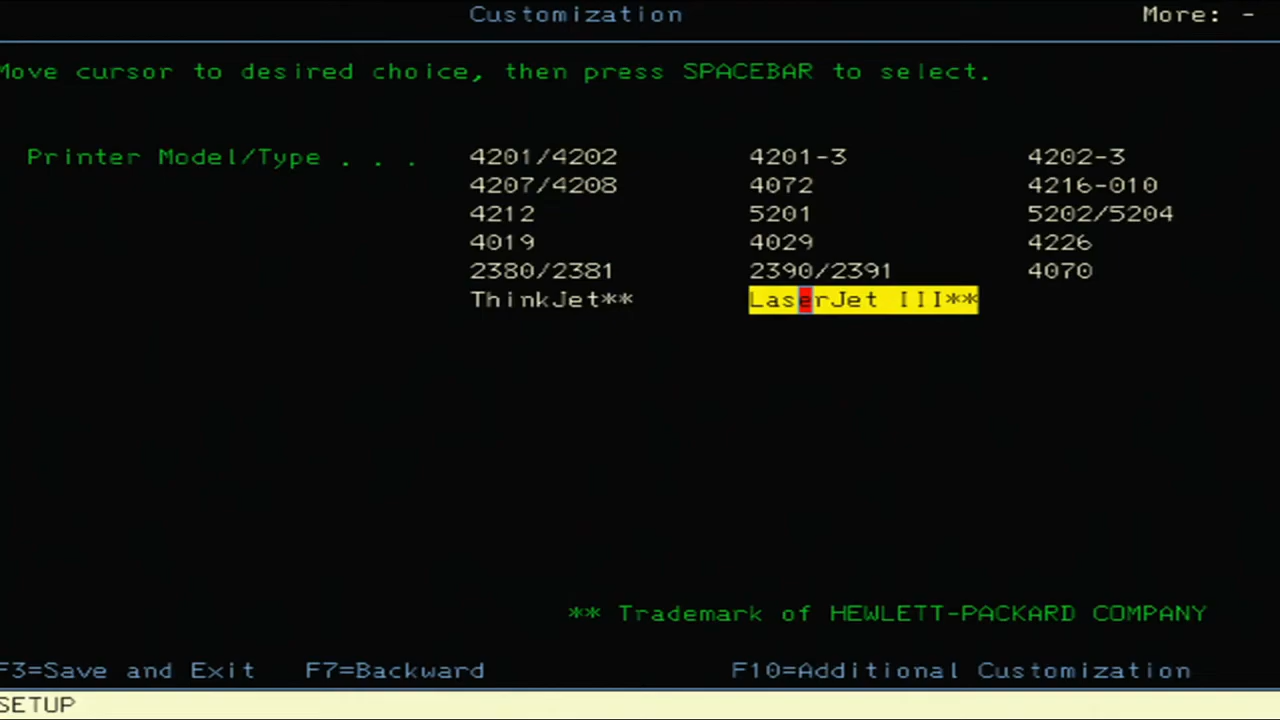 Customization More: -
Move cursor to desired choice, then press SPACEBAR to select.
Printer Model/Type . . . 4201/4202 4201-3 4202-3
4207/4208 4072 4216-010
4212 5201 5202/5204
4019 4029 4226
2380/2381 2390/2391 4070
ThinkJet** LaserJet III**
** Trademark of HEWLETT-PACKARD COMPANY
F3=Save and Exit F7=Backward F10=Additional Customization
SETUP